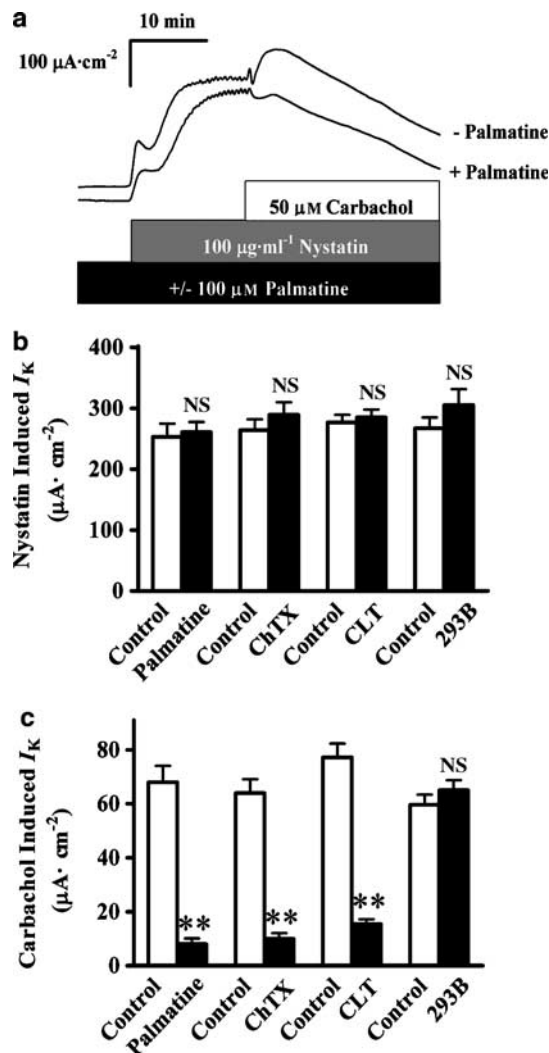 a
10 min
100 μA·cm⁻²
- Palmatine
+ Palmatine
50 μM Carbachol
100 μg·ml⁻¹ Nystatin
+/- 100 μM Palmatine
b
Nystatin Induced I_K
(μA· cm⁻²)
400
300
200
100
0
NS
NS
NS
NS
Control
Palmatine
Control
ChTX
Control
CLT
Control
293B
c
Carbachol Induced I_K
(μA· cm⁻²)
80
60
40
20
0
**
**
**
NS
Control
Palmatine
Control
ChTX
Control
CLT
Control
293B